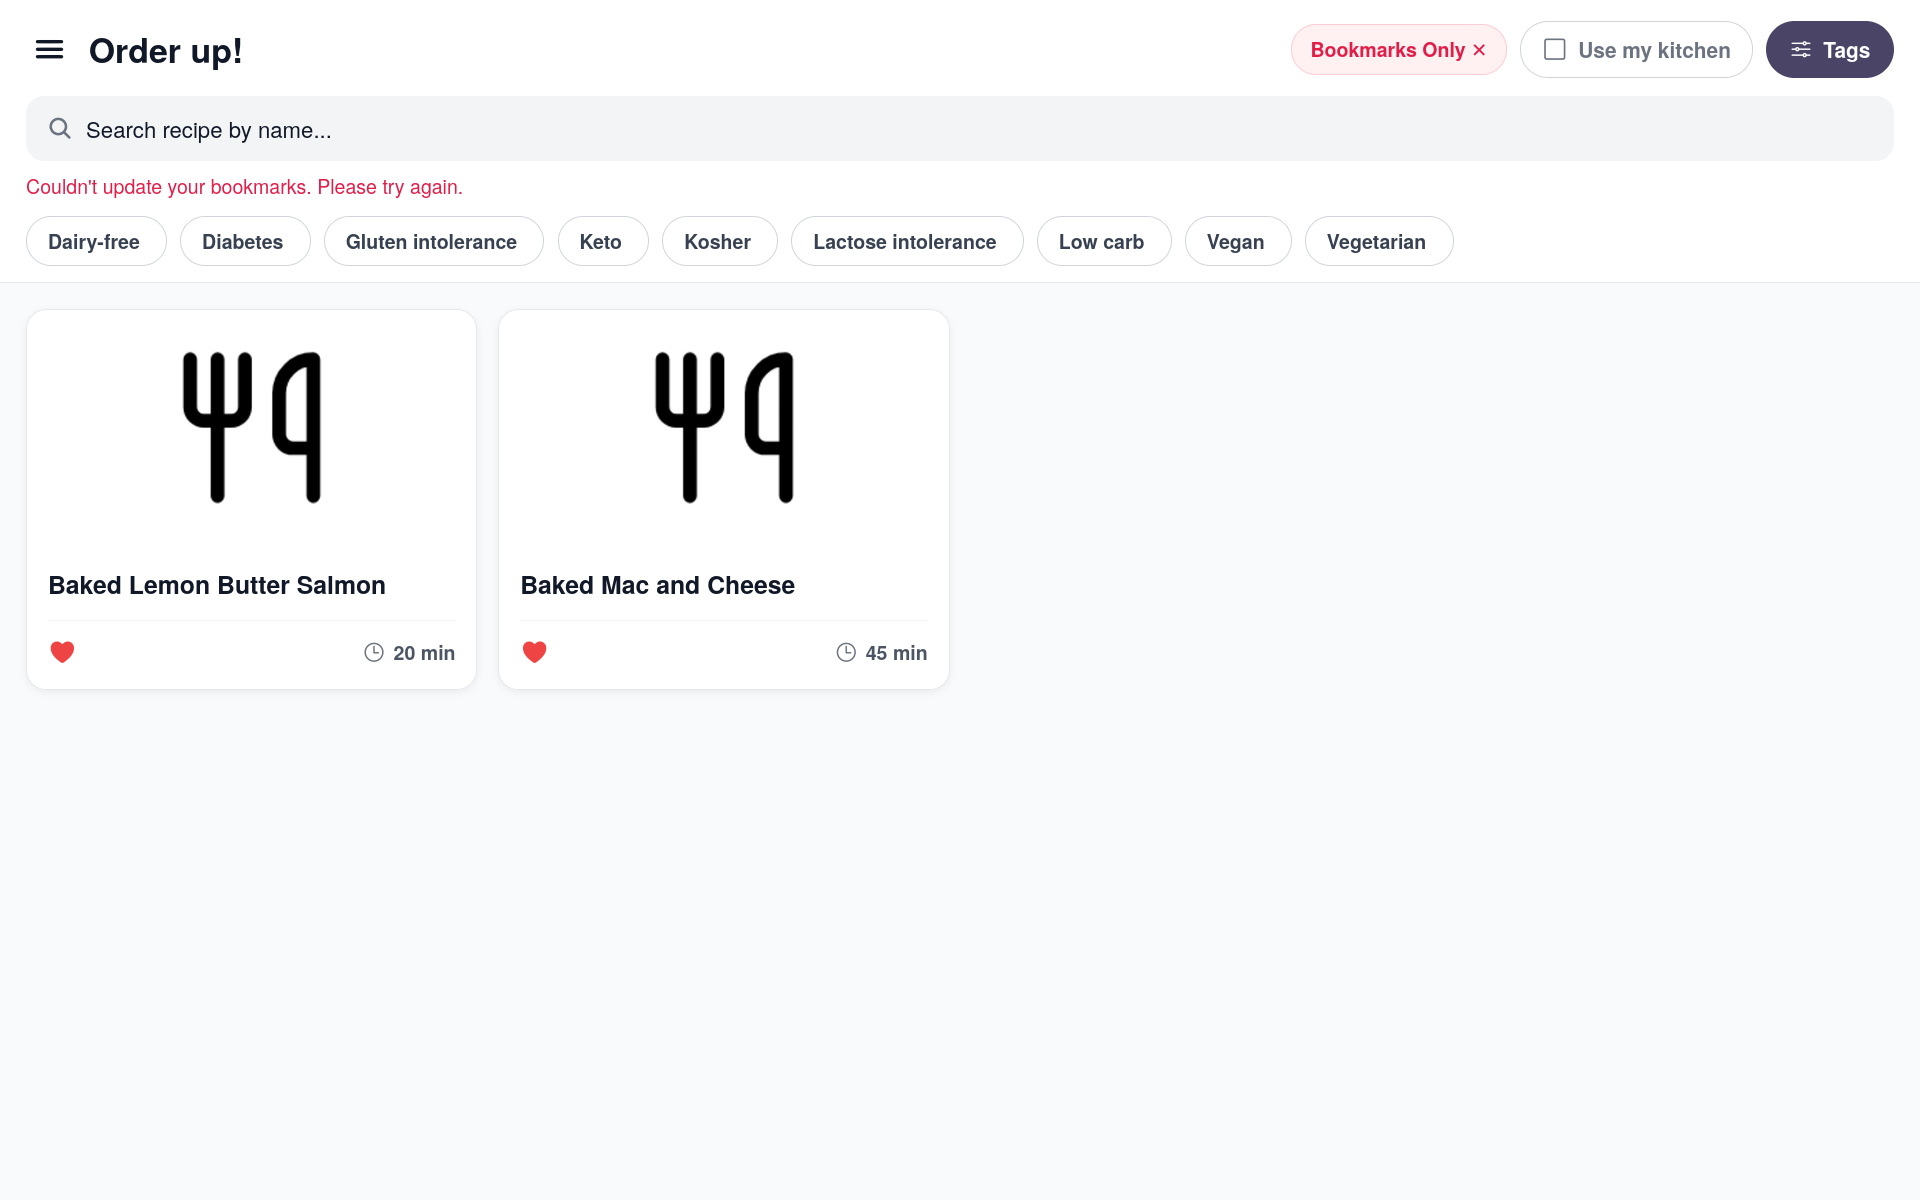 Order up!
Bookmarks Only ✕
Use my kitchen
Tags
Search recipe by name...
Couldn't update your bookmarks. Please try again.
Dairy-free
Diabetes
Gluten intolerance
Keto
Kosher
Lactose intolerance
Low carb
Vegan
Vegetarian
Baked Lemon Butter Salmon
20 min
Baked Mac and Cheese
45 min